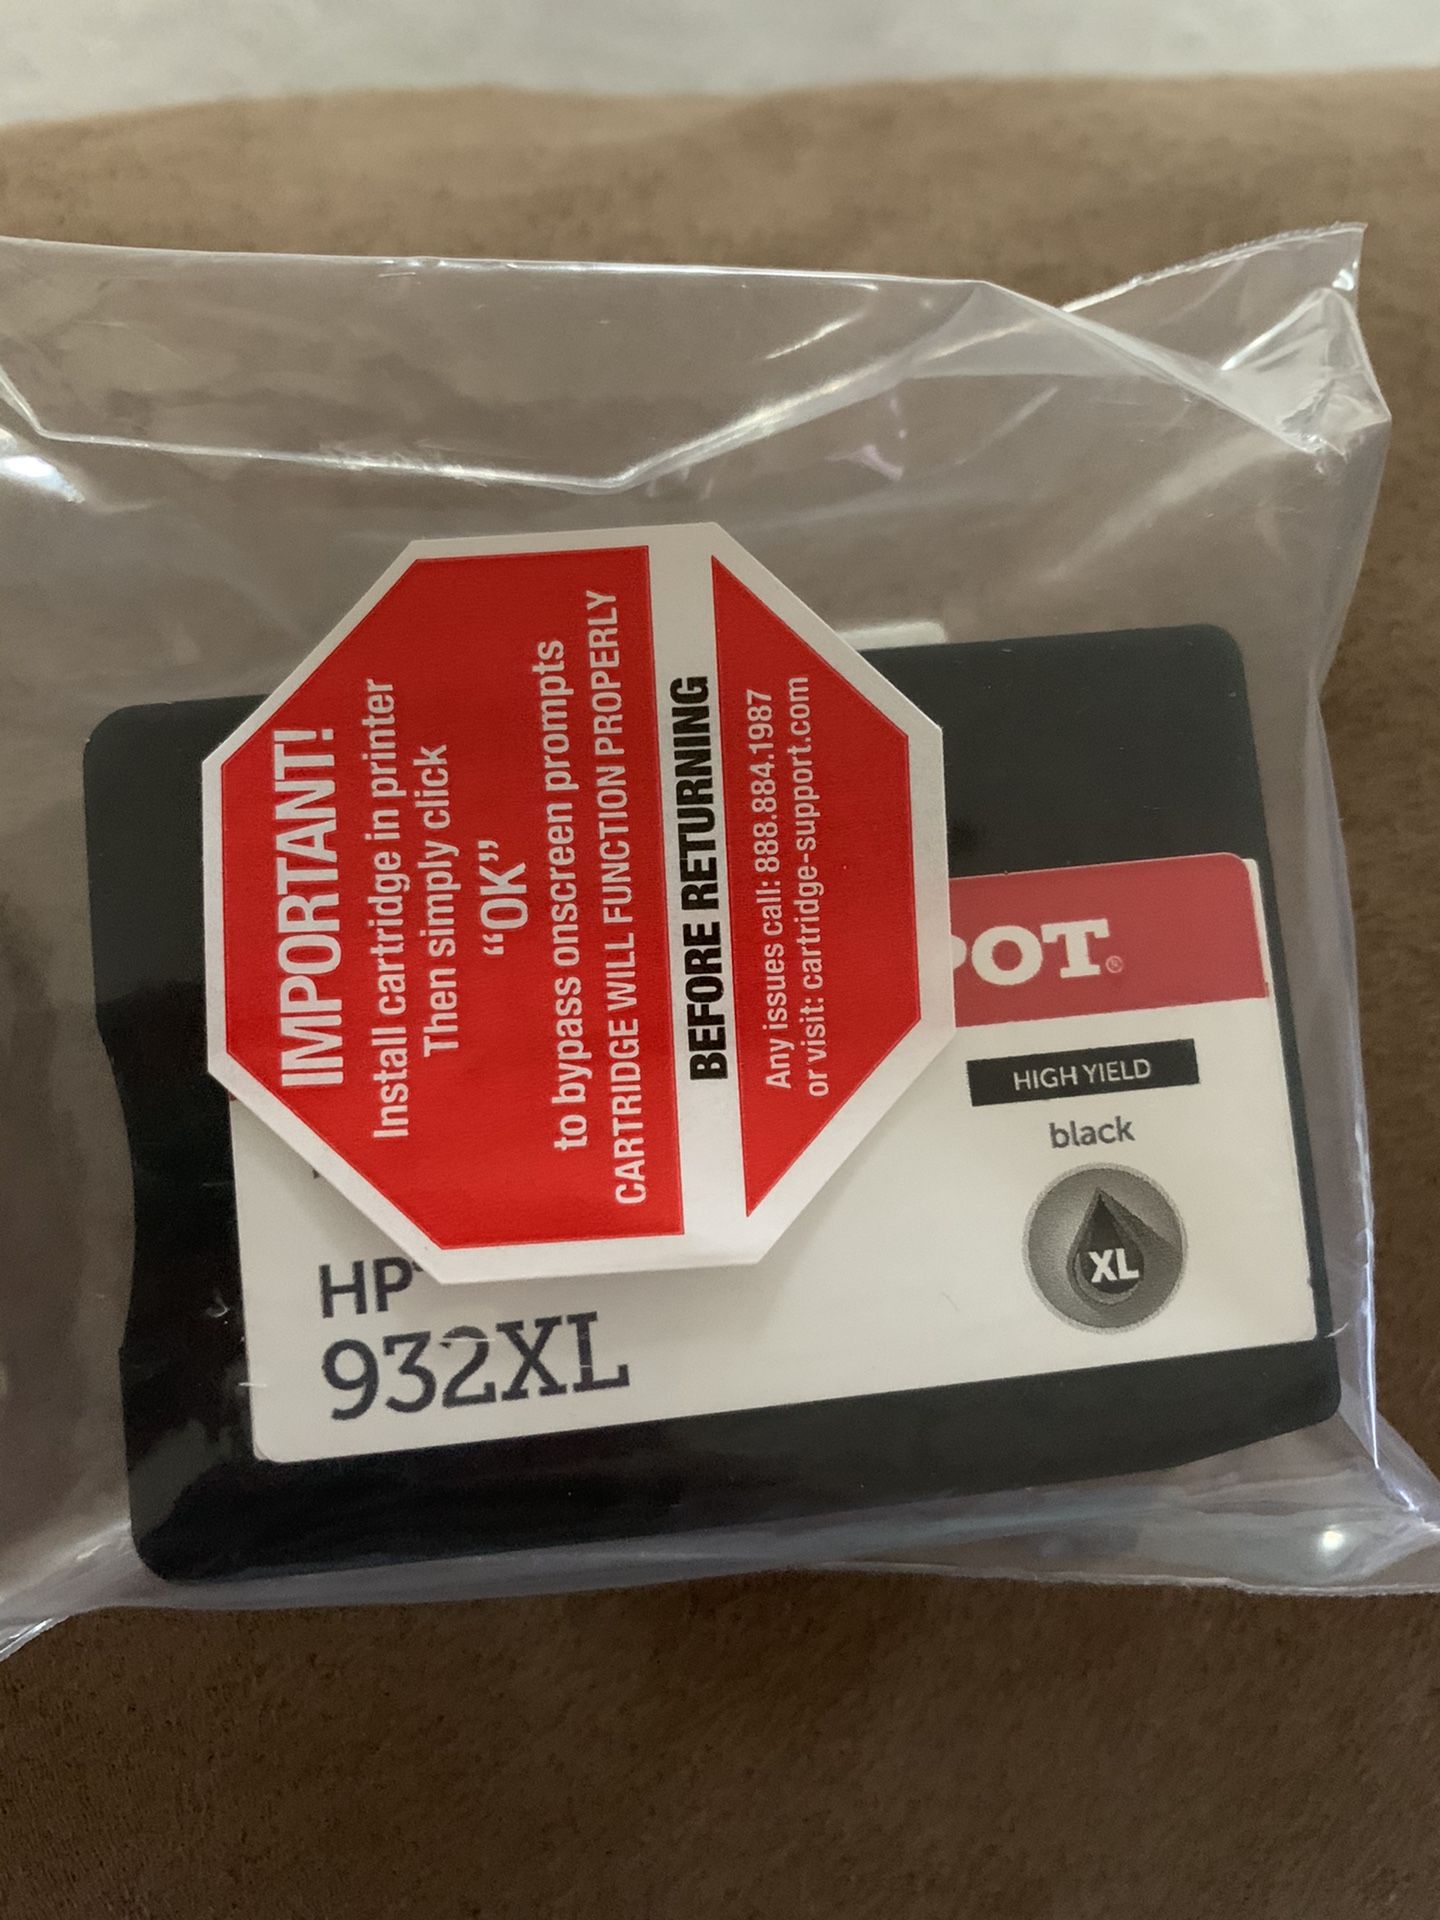 IMPORTANT!
Install cartridge in printer
Then simply click
“OK”
to bypass onscreen prompts
CARTRIDGE WILL FUNCTION PROPERLY
BEFORE RETURNING
Any issues call: 888.884.1987
or visit: cartridge-support.com
POT®
HIGH YIELD
black
XL
HP
932XL